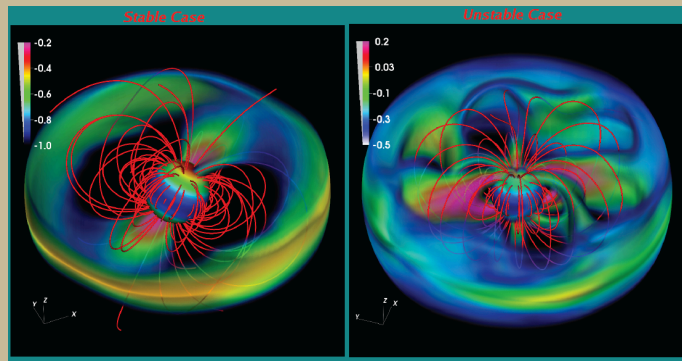 Stable Case
-0.2
-0.4
-0.6
-0.8
-1.0
Y
Z
X
Unstable Case
0.2
0.03
-0.1
-0.3
-0.5
Y
Z
X